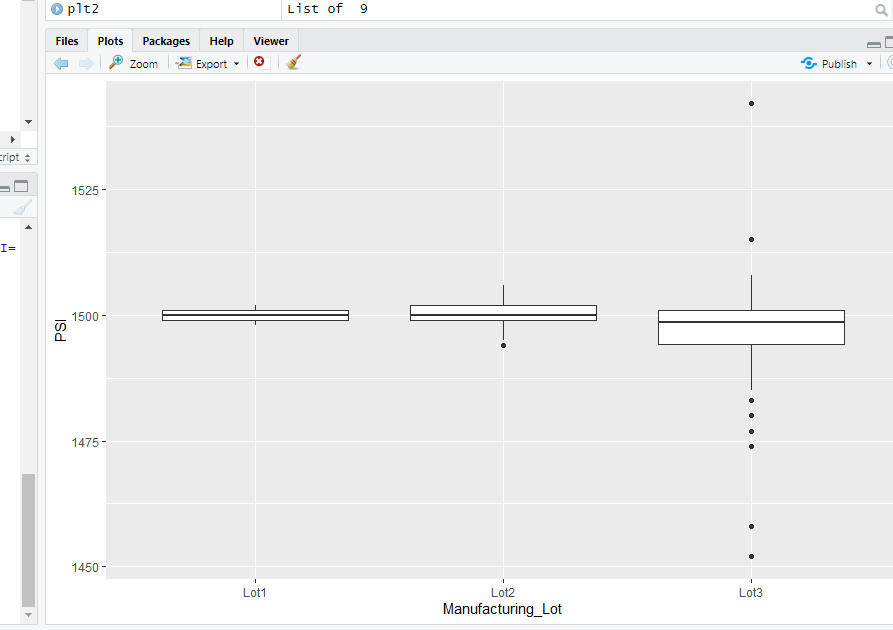 plt2 List of 9
Files Plots Packages Help Viewer
Zoom Export Publish
cript
I=
1525
1500
1475
1450
PSI
Lot1 Lot2 Lot3
Manufacturing_Lot